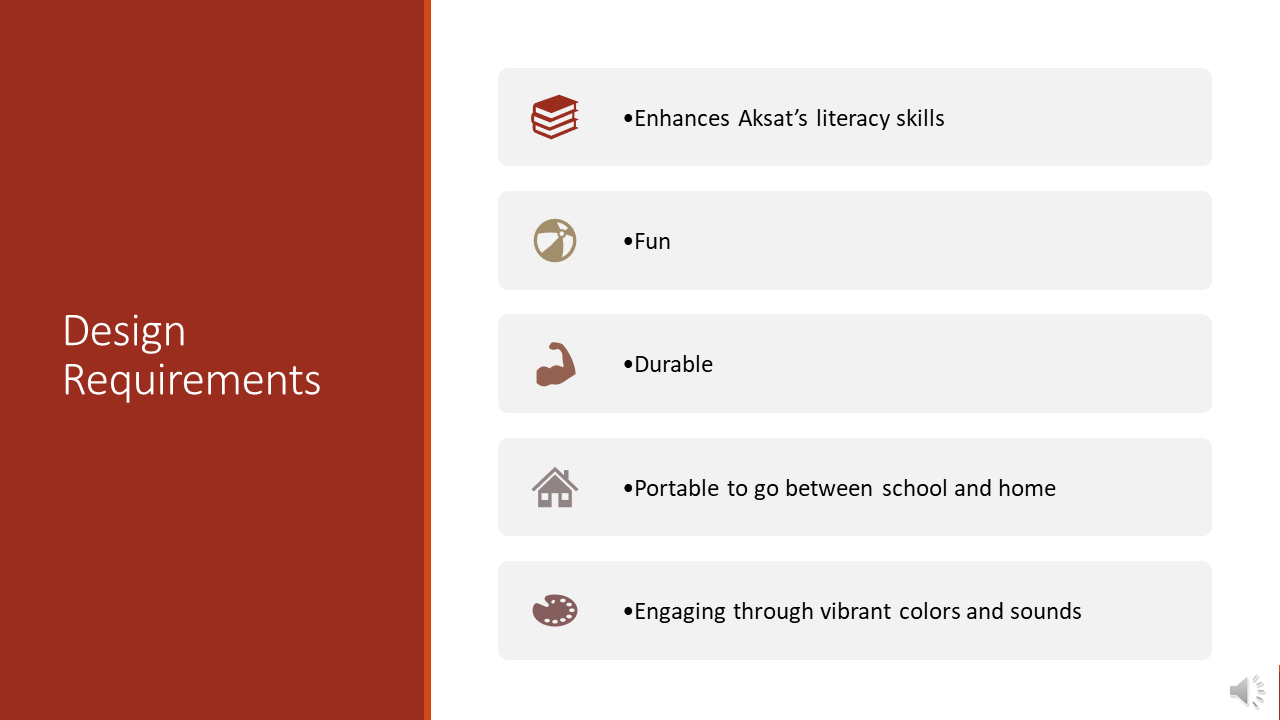 Design
Requirements
•Enhances Aksat’s literacy skills
•Fun
•Durable
•Portable to go between school and home
•Engaging through vibrant colors and sounds